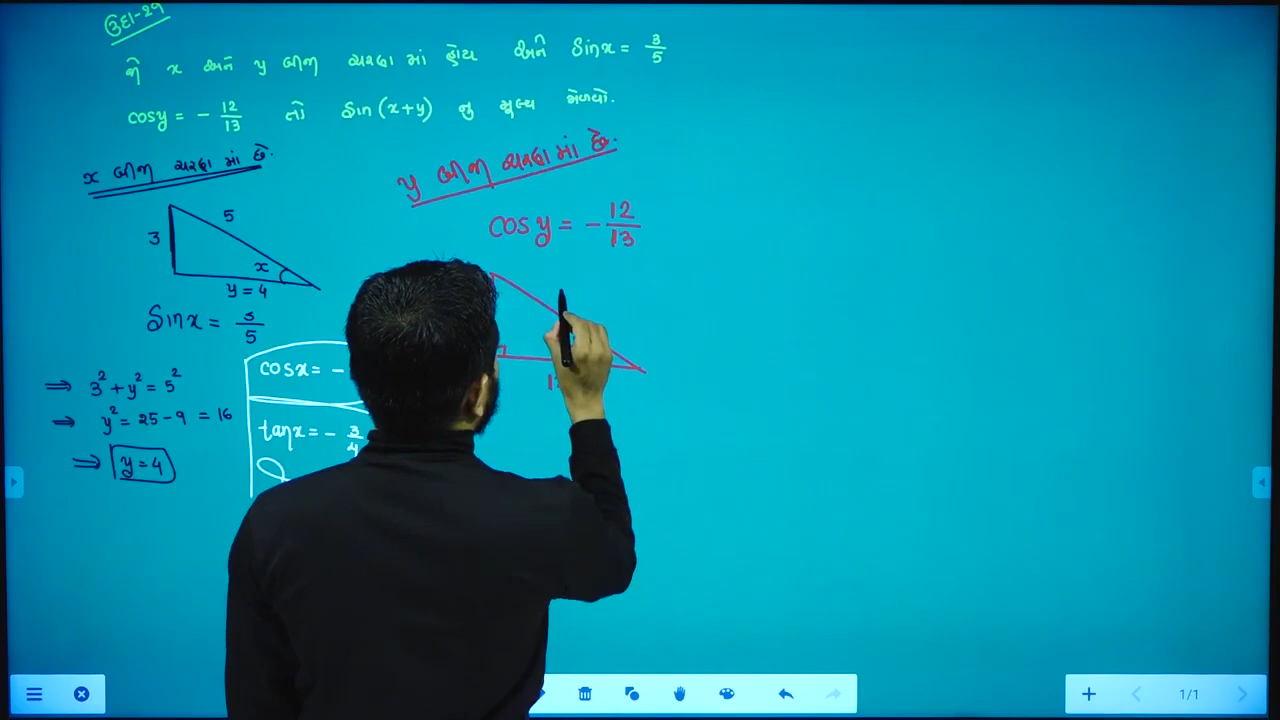 ઉદા-29
જો x અને y બીજા ચરણ માં હોય અને Sinx = 3/5
cosy = - 12/13 તો sin(x+y) નુ મૂલ્ય મેળવો.
x બીજા ચરણ માં છે.
5
3
x
y = 4
Sinx = 3/5
⇒ 3² + y² = 5²
⇒ y² = 25 - 9 = 16
⇒ y = 4
cosx = -
tanx = - 3/4
y બીજા ચરણ માં છે.
cosy = - 12/13
1/1